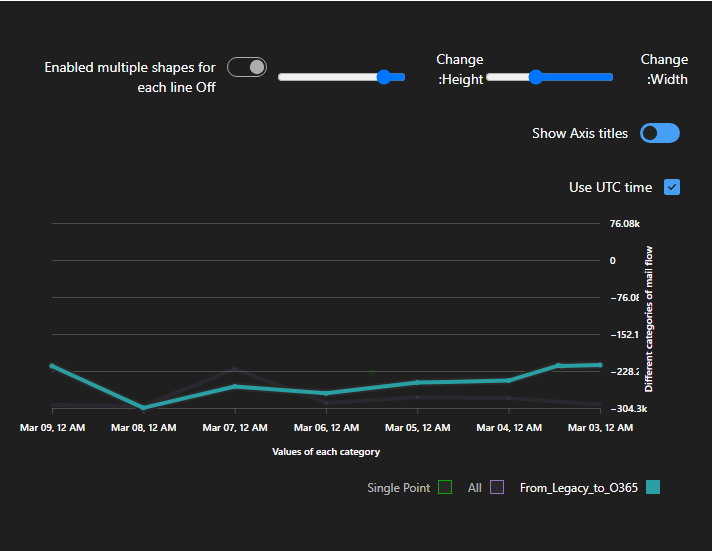 Enabled multiple shapes for
each line Off
Change
:Height
Change
:Width
Show Axis titles
Use UTC time
76.08k
0
−76.08
−152.1
−228.2
−304.3k
Different categories of mail flow
Mar 09, 12 AM
Mar 08, 12 AM
Mar 07, 12 AM
Mar 06, 12 AM
Mar 05, 12 AM
Mar 04, 12 AM
Mar 03, 12 AM
Values of each category
Single Point
All
From_Legacy_to_O365